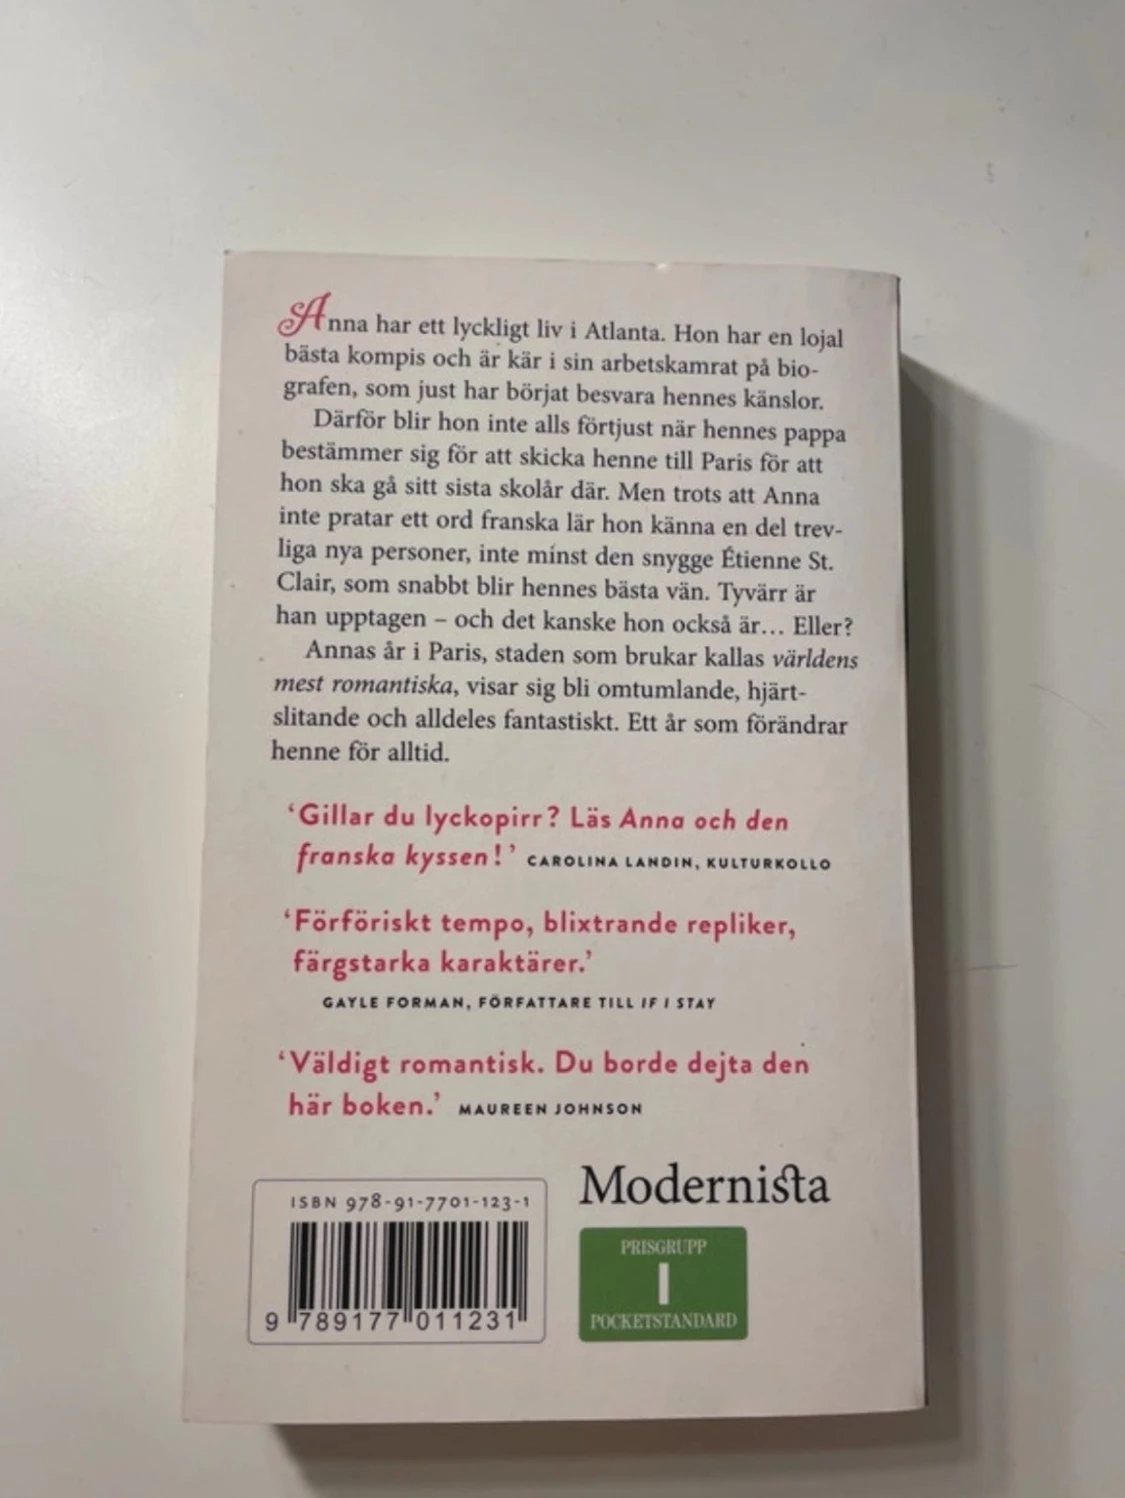 Anna har ett lyckligt liv i Atlanta. Hon har en lojal
bästa kompis och är kär i sin arbetskamrat på bio-
grafen, som just har börjat besvara hennes känslor.
Därför blir hon inte alls förtjust när hennes pappa
bestämmer sig för att skicka henne till Paris för att
hon ska gå sitt sista skolår där. Men trots att Anna
inte pratar ett ord franska lär hon känna en del trev-
liga nya personer, inte minst den snygge Étienne St.
Clair, som snabbt blir hennes bästa vän. Tyvärr är
han upptagen – och det kanske hon också är... Eller?
Annas år i Paris, staden som brukar kallas världens
mest romantiska, visar sig bli omtumlande, hjärt-
slitande och alldeles fantastiskt. Ett år som förändrar
henne för alltid.
‘Gillar du lyckopirr? Läs Anna och den
franska kyssen!’ CAROLINA LANDIN, KULTURKOLLO
‘Förföriskt tempo, blixtrande repliker,
färgstarka karaktärer.’
GAYLE FORMAN, FÖRFATTARE TILL IF I STAY
‘Väldigt romantisk. Du borde dejta den
här boken.’ MAUREEN JOHNSON
Modernista
ISBN 978-91-7701-123-1
9 789177 011231
PRISGRUPP
1
POCKETSTANDARD